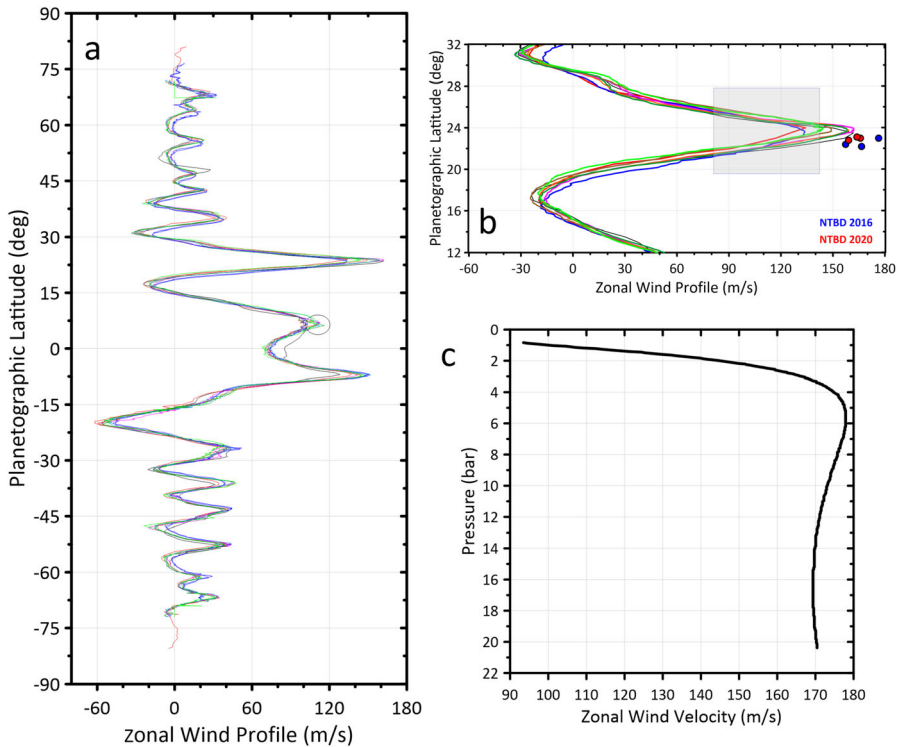 a
90
75
60
45
30
15
0
-15
-30
-45
-60
-75
-90
Planetographic Latitude (deg)
-60 0 60 120 180
Zonal Wind Profile (m/s)
b
32
28
24
20
16
12
Planetographic Latitude (deg)
NTBD 2016
NTBD 2020
-60 -30 0 30 60 90 120 150 180
Zonal Wind Profile (m/s)
c
0
2
4
6
8
10
12
14
16
18
20
22
Pressure (bar)
90 100 110 120 130 140 150 160 170 180
Zonal Wind Velocity (m/s)